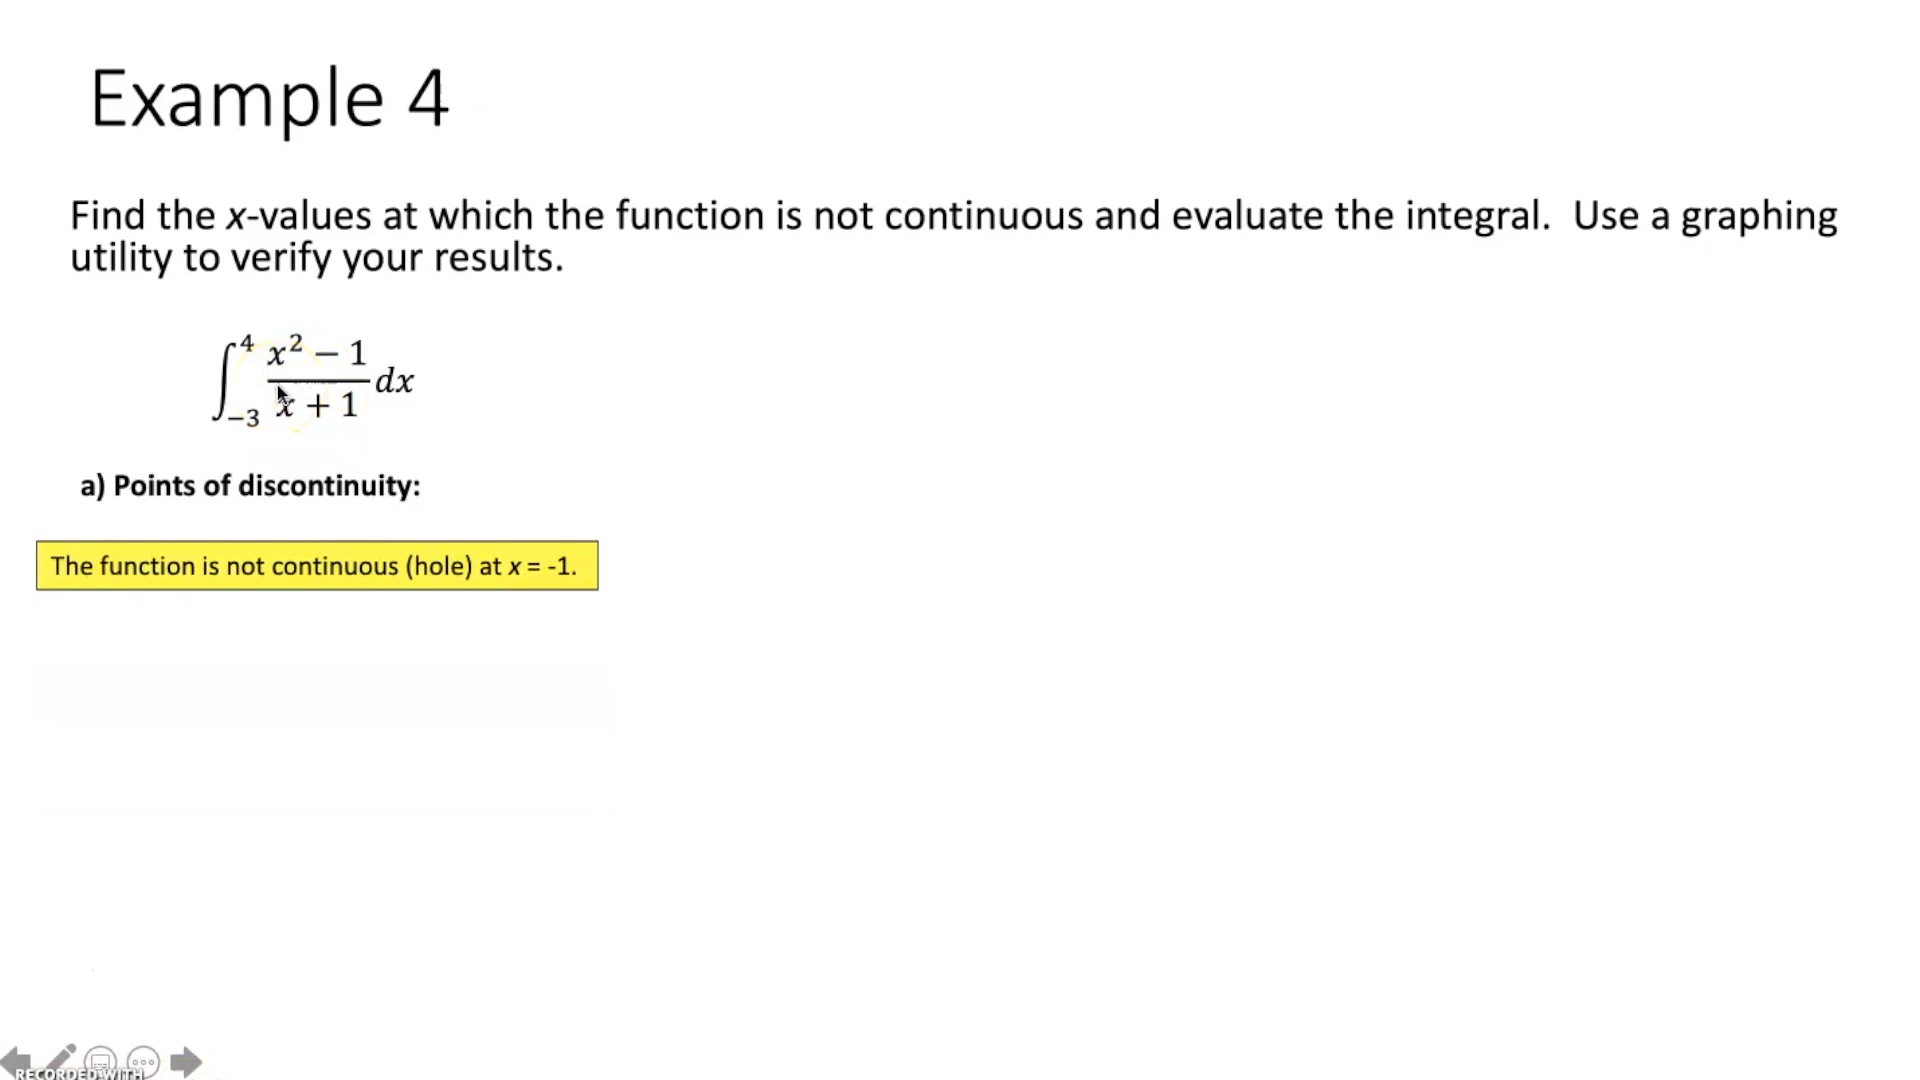 Example 4
Find the x-values at which the function is not continuous and evaluate the integral. Use a graphing
utility to verify your results.
∫₋₃⁴ (x² − 1)/(x + 1) dx
a) Points of discontinuity:
The function is not continuous (hole) at x = -1.
RECORDED WITH